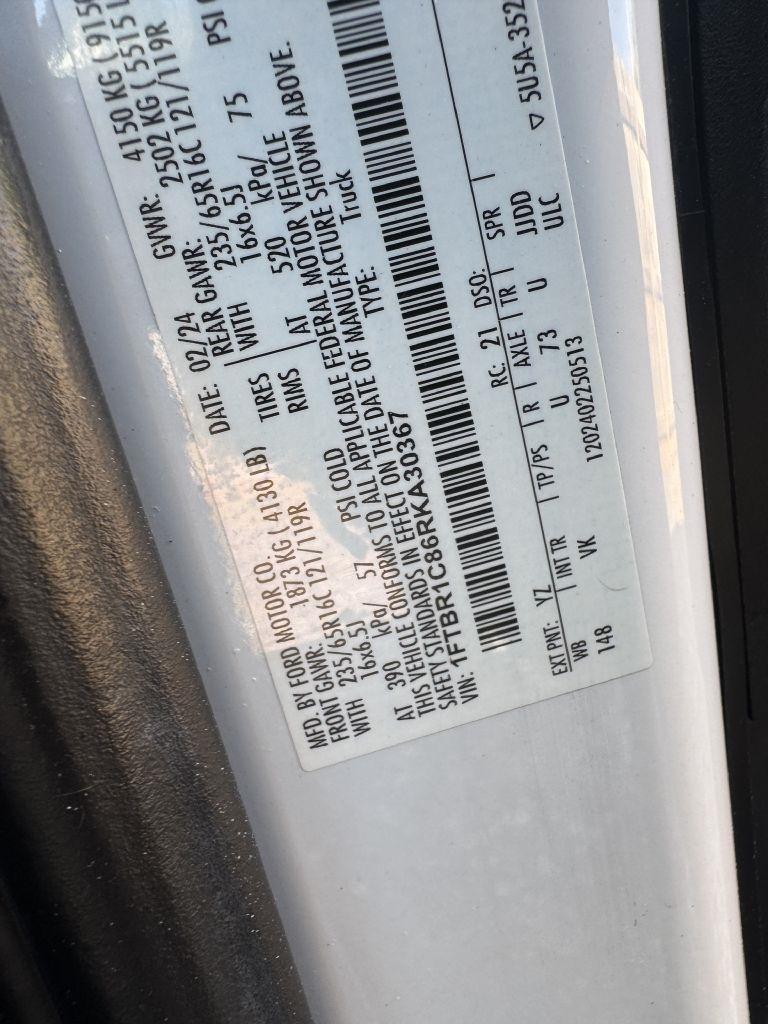 MFD. BY FORD MOTOR CO.
DATE: 02/24
GVWR: 4150 KG
FRONT GAWR: 1873 KG ( 4130 LB)
REAR GAWR: 2502 KG ( 5515 L
WITH 235/65R16C 121/119R TIRES
WITH 235/65R16C 121/119R
16x6.5J RIMS
16x6.5J
AT 390 kPa/ 57 PSI COLD
AT 520 kPa/ 75 PSI
THIS VEHICLE CONFORMS TO ALL APPLICABLE FEDERAL MOTOR VEHICLE
SAFETY STANDARDS IN EFFECT ON THE DATE OF MANUFACTURE SHOWN ABOVE.
VIN: 1FTBR1C86RKA30367
TYPE: Truck
EXT PNT: YZ RC: 21 DSO:
WB INT TR TP/PS R AXLE TR SPR
148 VK U 73 U JJDD
ULC
1202402250513
▽ 5U5A-352